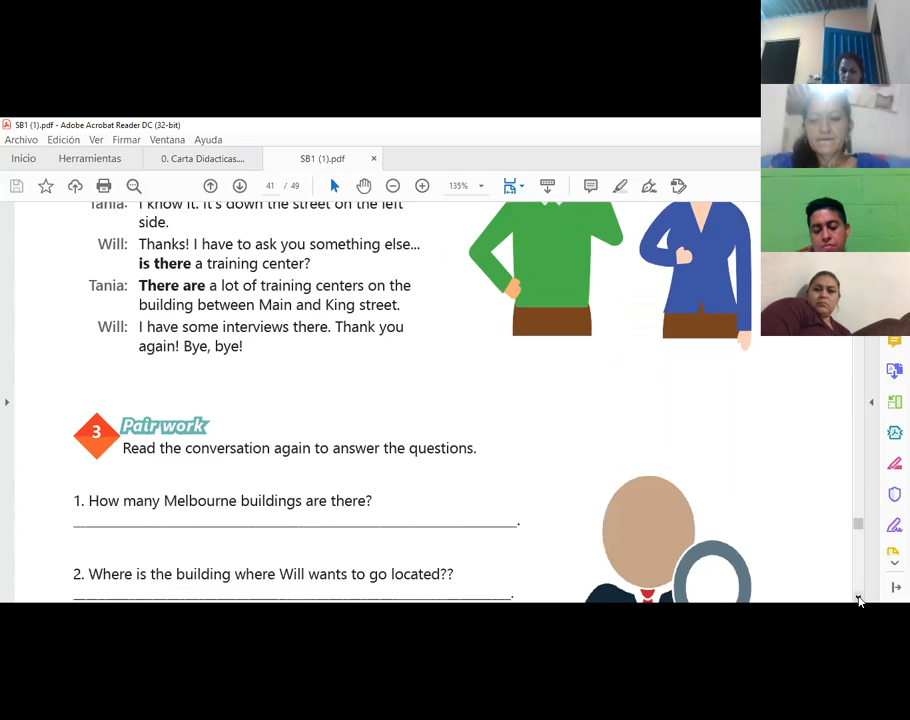 SB1 (1).pdf - Adobe Acrobat Reader DC (32-bit)
Archivo Edición Ver Firmar Ventana Ayuda
Inicio Herramientas 0. Carta Didacticas.... SB1 (1).pdf ×
41 / 49 135%
Tania: I know it. It's down the street on the left
side.
Will: Thanks! I have to ask you something else...
is there a training center?
Tania: There are a lot of training centers on the
building between Main and King street.
Will: I have some interviews there. Thank you
again! Bye, bye!
3 Pair work
Read the conversation again to answer the questions.
1. How many Melbourne buildings are there?
.
2. Where is the building where Will wants to go located??
.